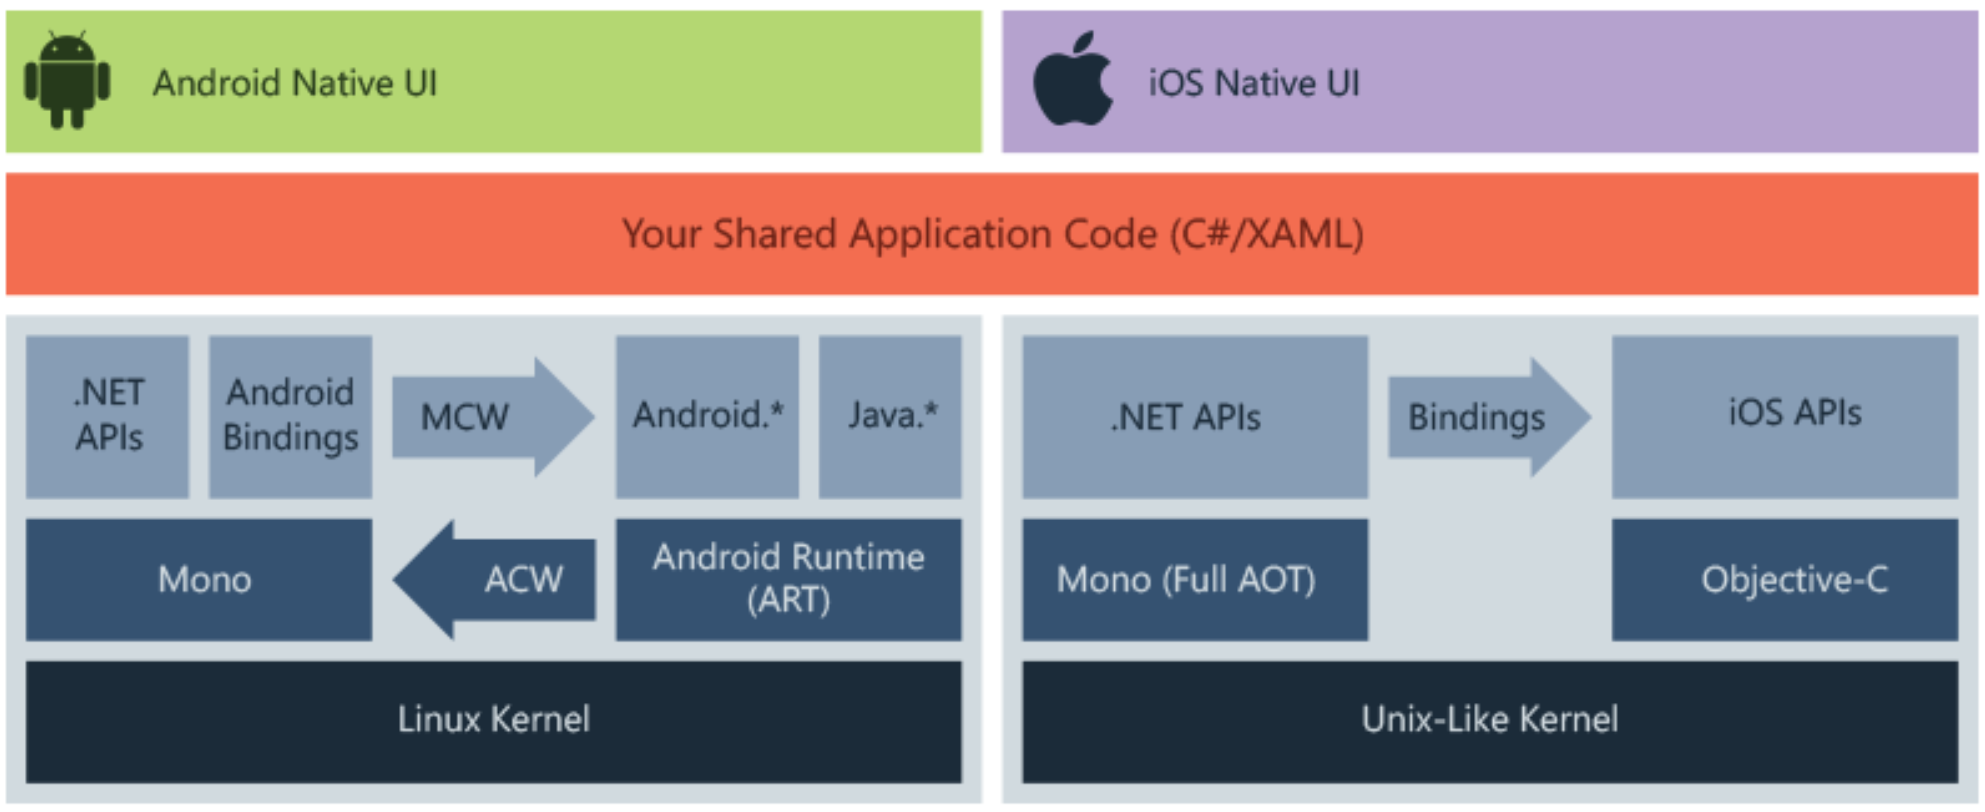 Android Native UI
iOS Native UI
Your Shared Application Code (C#/XAML)
.NET
APIs
Android
Bindings
MCW
Android.*
Java.*
Mono
ACW
Android Runtime
(ART)
Linux Kernel
.NET APIs
Bindings
iOS APIs
Mono (Full AOT)
Objective-C
Unix-Like Kernel